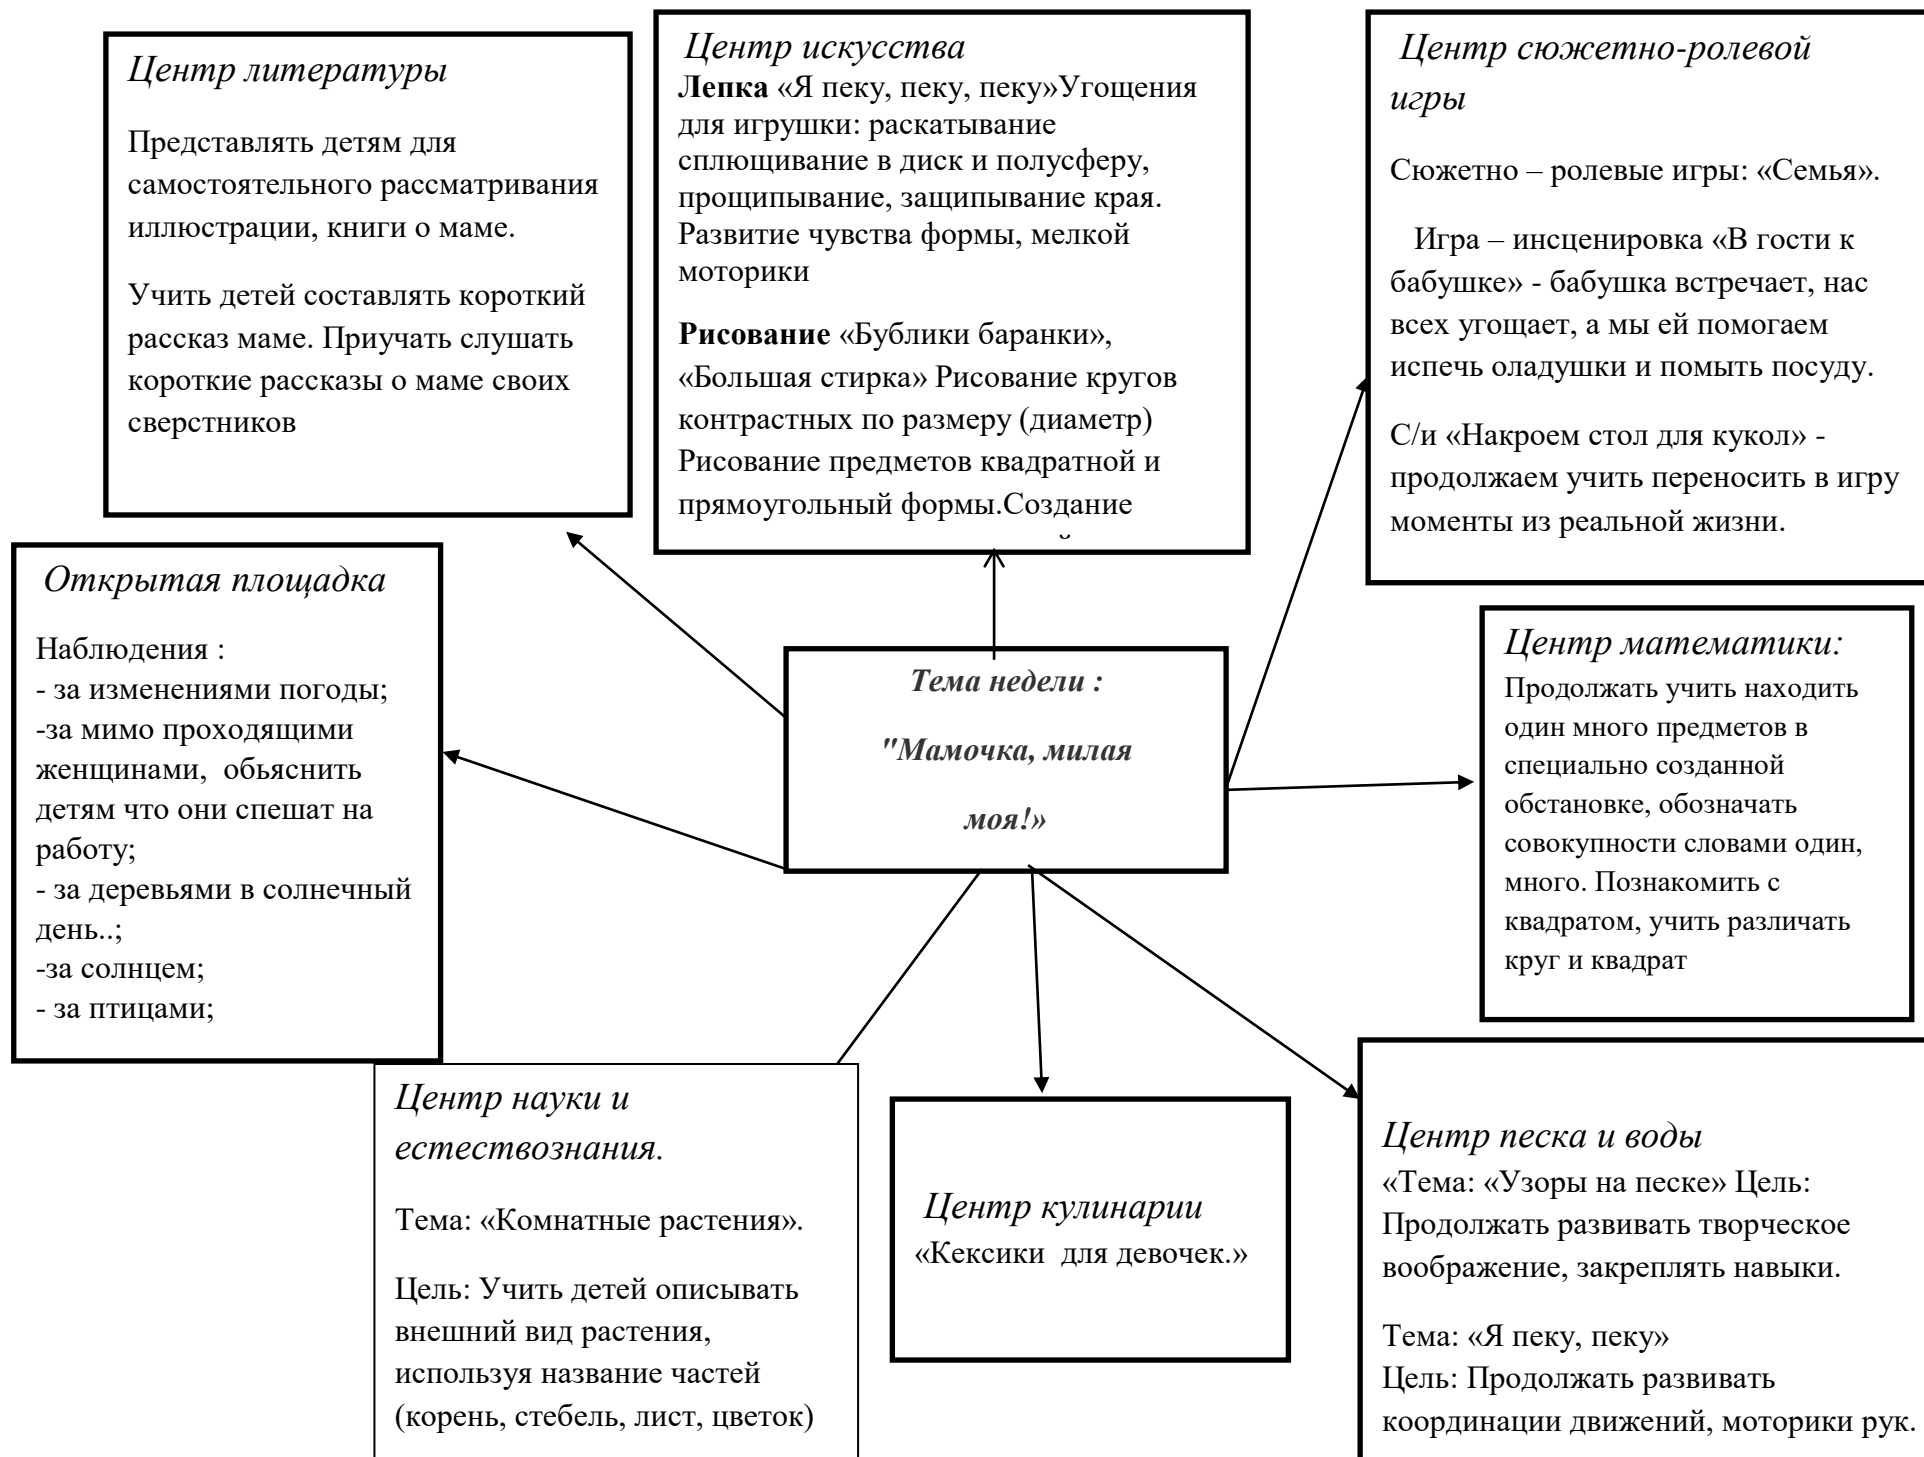 Центр литературы
Представлять детям для
самостоятельного рассматривания
иллюстрации, книги о маме.
Учить детей составлять короткий
рассказ маме. Приучать слушать
короткие рассказы о маме своих
сверстников
Центр искусства
Лепка «Я пеку, пеку, пеку»Угощения
для игрушки: раскатывание
сплющивание в диск и полусферу,
прощипывание, защипывание края.
Развитие чувства формы, мелкой
моторики
Рисование «Бублики баранки»,
«Большая стирка» Рисование кругов
контрастных по размеру (диаметр)
Рисование предметов квадратной и
прямоугольный формы.Создание
Центр сюжетно-ролевой
игры
Сюжетно – ролевые игры: «Семья».
Игра – инсценировка «В гости к
бабушке» - бабушка встречает, нас
всех угощает, а мы ей помогаем
испечь оладушки и помыть посуду.
С/и «Накроем стол для кукол» -
продолжаем учить переносить в игру
моменты из реальной жизни.
Открытая площадка
Наблюдения :
- за изменениями погоды;
-за мимо проходящими
женщинами,  обьяснить
детям что они спешат на
работу;
- за деревьями в солнечный
день..;
-за солнцем;
- за птицами;
Тема недели :
"Мамочка, милая
моя!»
Центр математики:
Продолжать учить находить
один много предметов в
специально созданной
обстановке, обозначать
совокупности словами один,
много. Познакомить с
квадратом, учить различать
круг и квадрат
Центр науки и
естествознания.
Тема: «Комнатные растения».
Цель: Учить детей описывать
внешний вид растения,
используя название частей
(корень, стебель, лист, цветок)
Центр кулинарии
«Кексики  для девочек.»
Центр песка и воды
«Тема: «Узоры на песке» Цель:
Продолжать развивать творческое
воображение, закреплять навыки.
Тема: «Я пеку, пеку»
Цель: Продолжать развивать
координации движений, моторики рук.